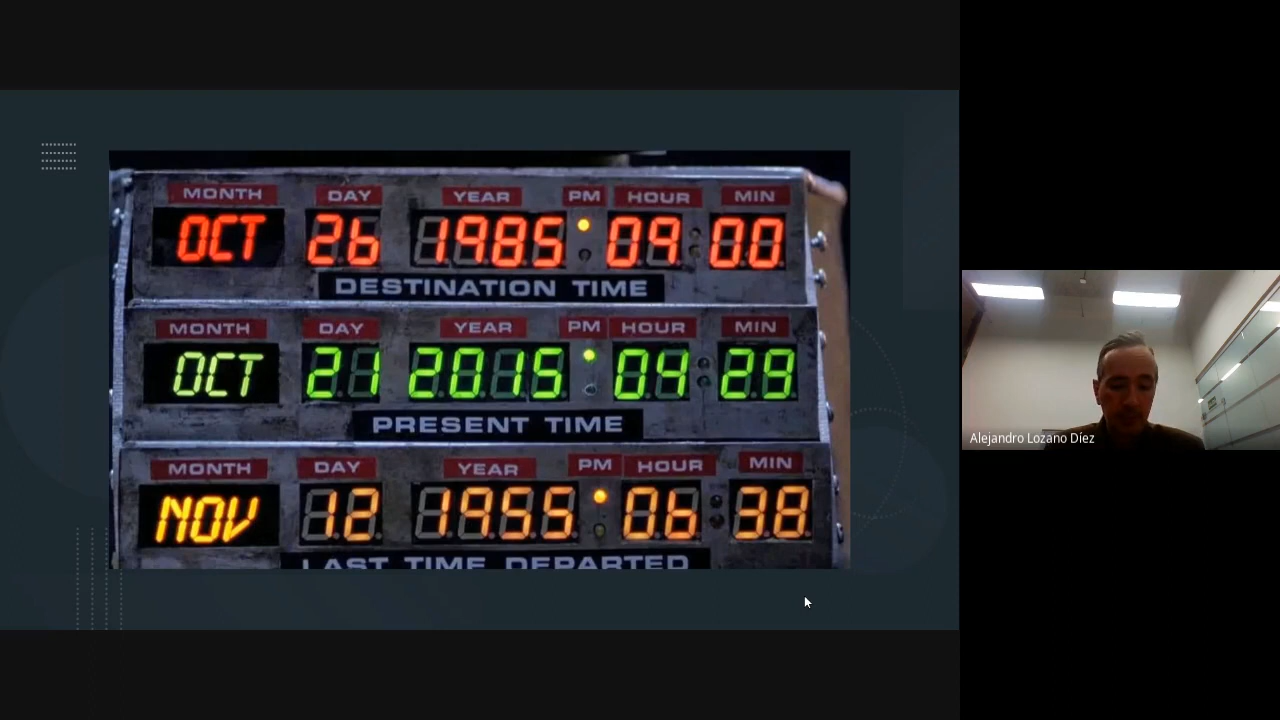 MONTH DAY YEAR PM HOUR MIN
OCT 26 1985 09 00
DESTINATION TIME
MONTH DAY YEAR PM HOUR MIN
OCT 21 2015 04 29
PRESENT TIME
MONTH DAY YEAR PM HOUR MIN
NOV 12 1955 06 38
LAST TIME DEPARTED
Alejandro Lozano Díez